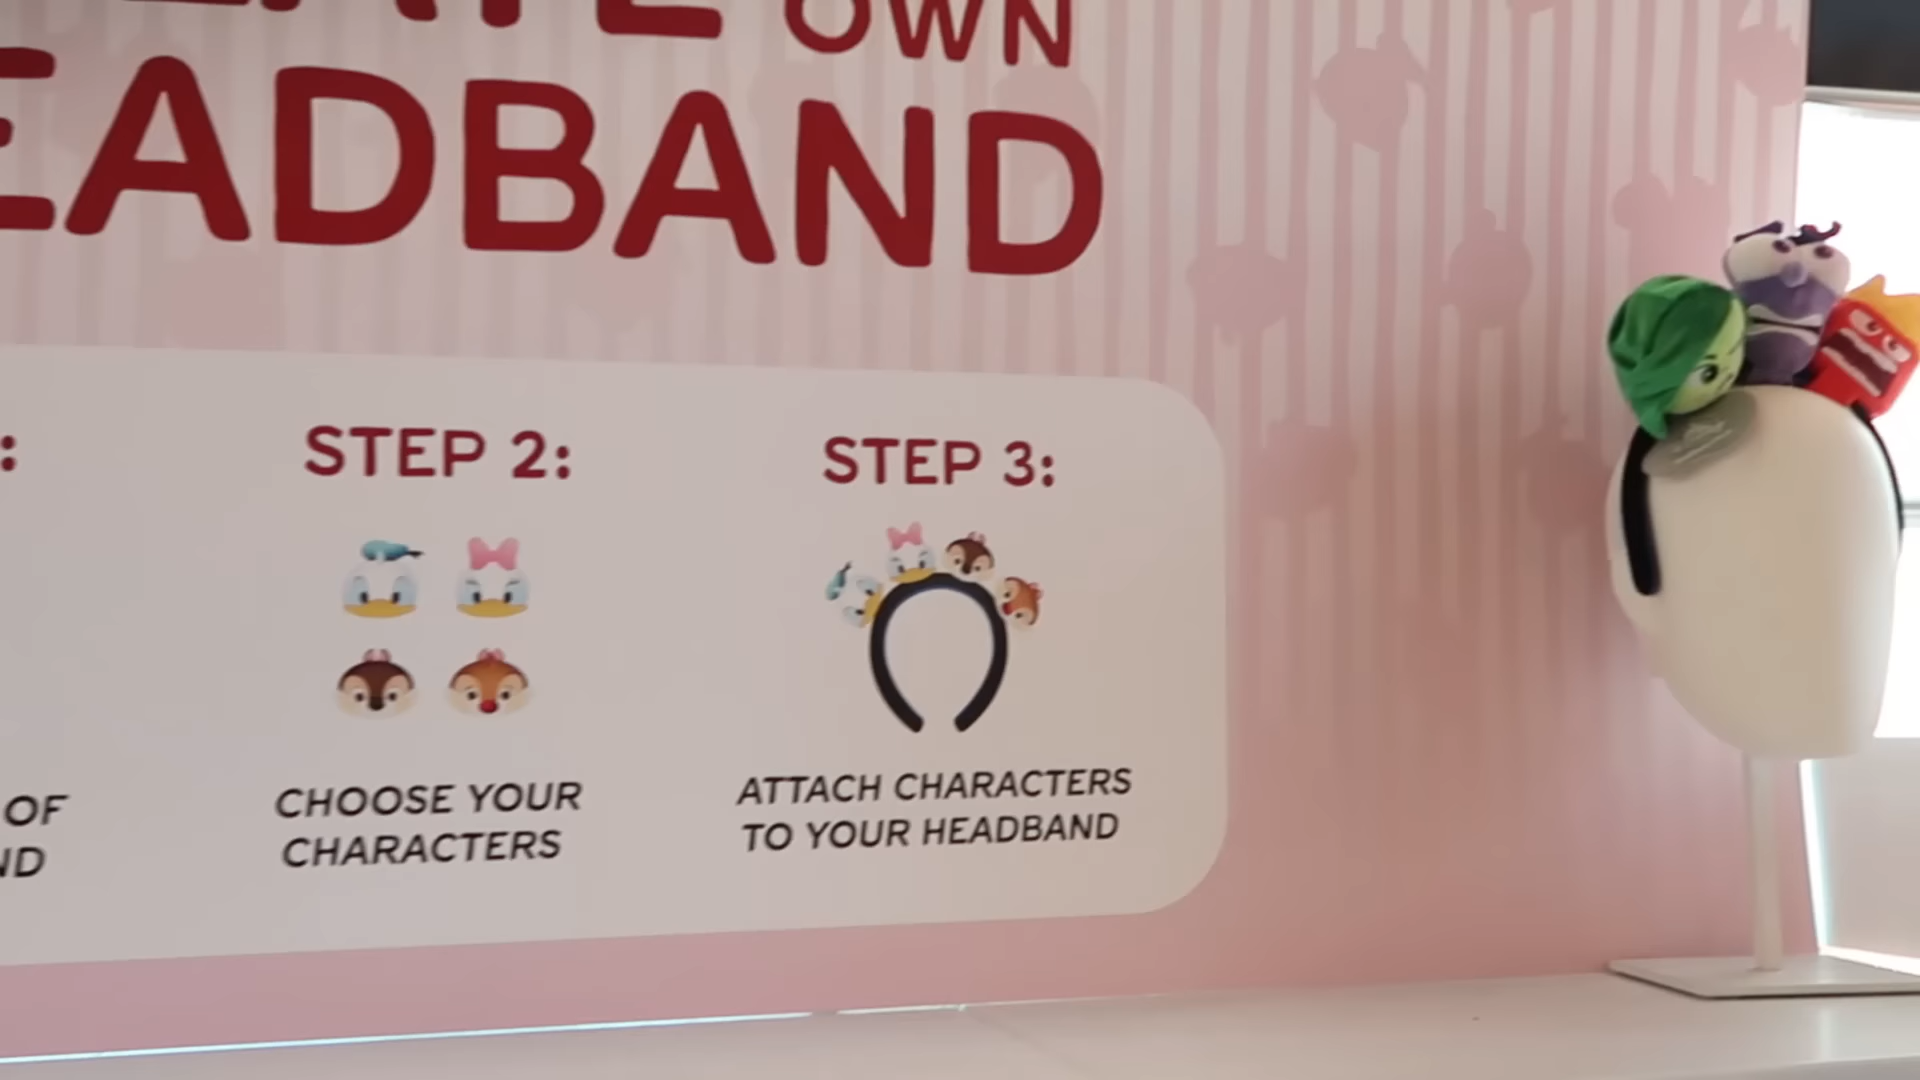 OWN
EADBAND
:
STEP 2:
STEP 3:
OF
ND
CHOOSE YOUR
CHARACTERS
ATTACH CHARACTERS
TO YOUR HEADBAND